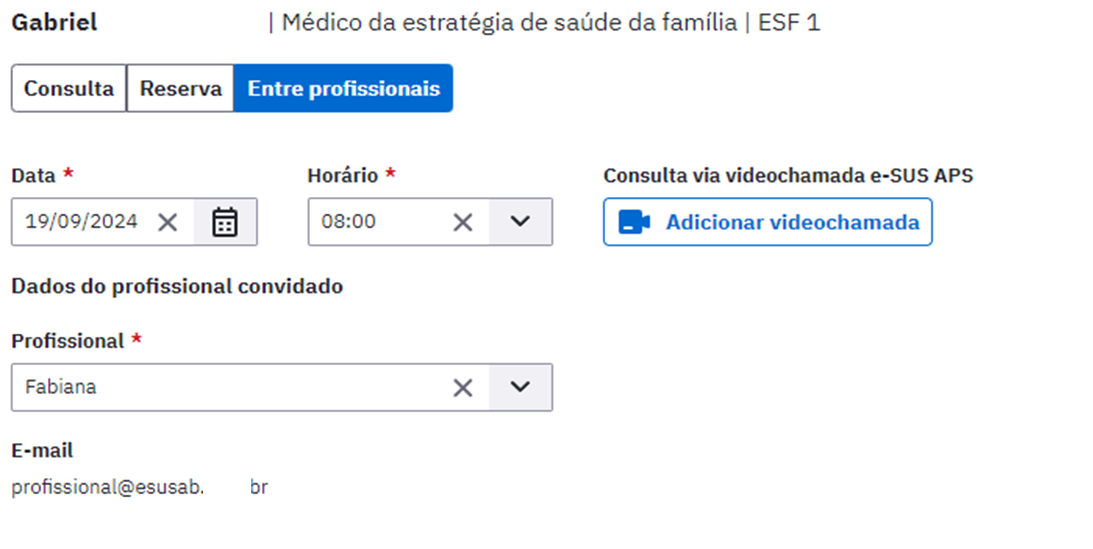 Gabriel | Médico da estratégia de saúde da família | ESF 1
Consulta Reserva Entre profissionais
Data * Horário * Consulta via videochamada e-SUS APS
19/09/2024 08:00 Adicionar videochamada
Dados do profissional convidado
Profissional *
Fabiana
E-mail
profissional@esusab. br